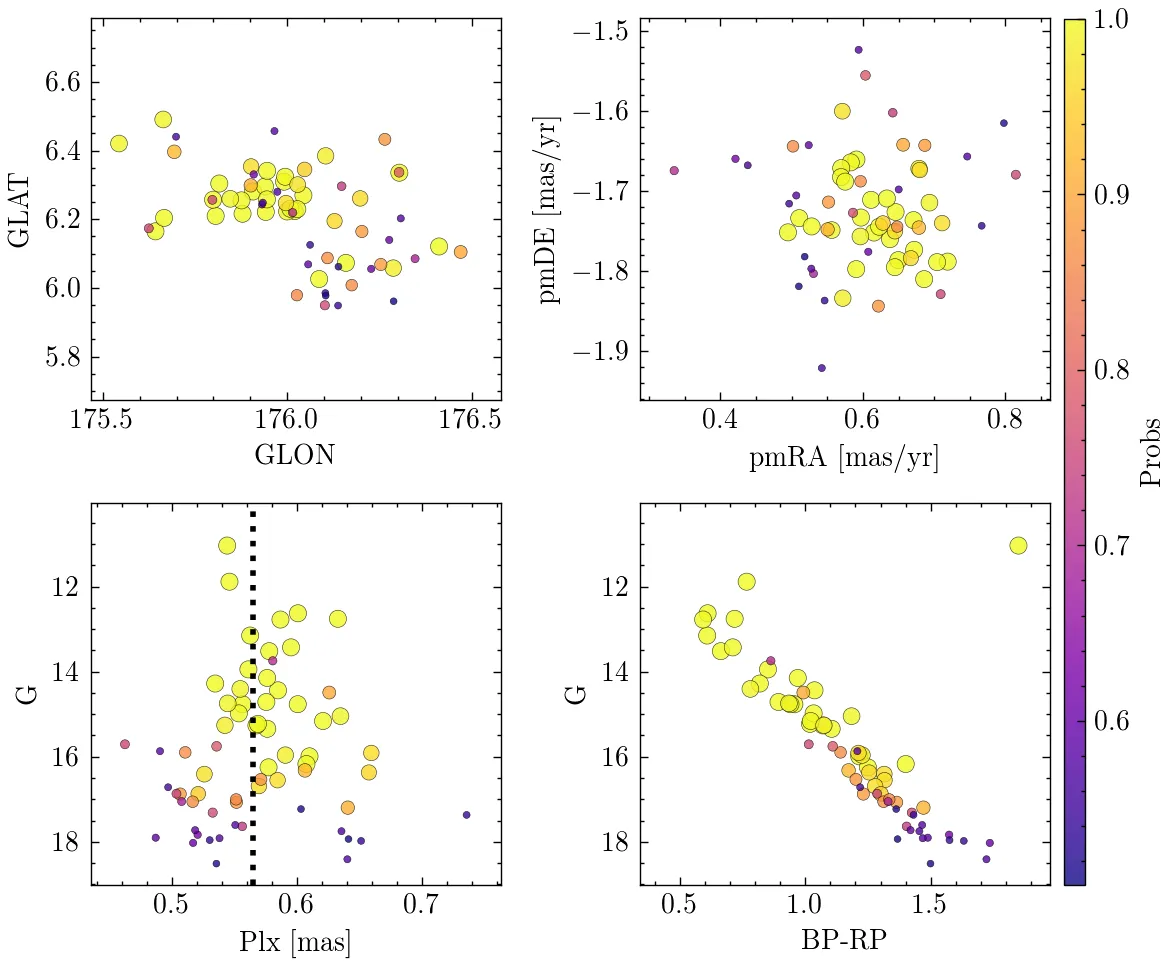 6.6
6.4
6.2
6.0
5.8
GLAT
175.5 176.0 176.5
GLON
−1.5
−1.6
−1.7
−1.8
−1.9
pmDE [mas/yr]
0.4 0.6 0.8
pmRA [mas/yr]
1.0
0.9
0.8
0.7
0.6
Probs
12
14
16
18
G
0.5 0.6 0.7
Plx [mas]
12
14
16
18
G
0.5 1.0 1.5
BP-RP